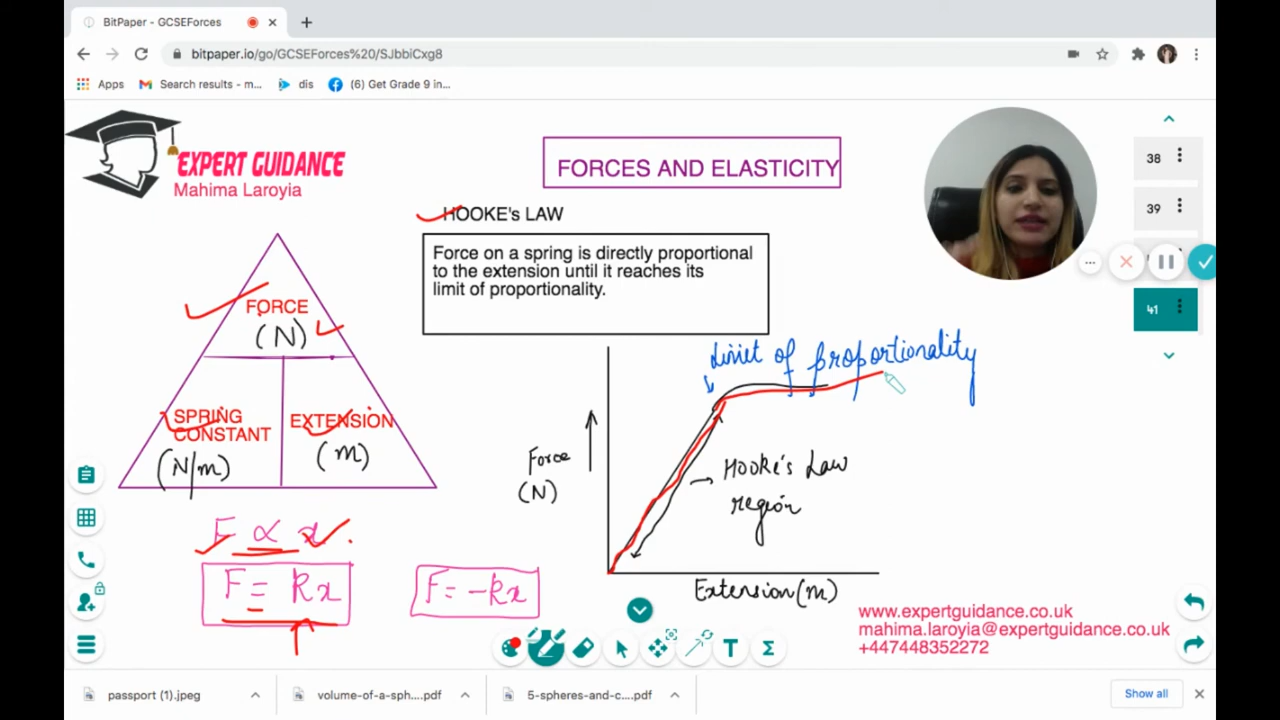 BitPaper - GCSEForces
bitpaper.io/go/GCSEForces%20/SJbbiCxg8
Apps
Search results - m...
dis
(6) Get Grade 9 in...
EXPERT GUIDANCE
Mahima Laroyia
FORCES AND ELASTICITY
HOOKE's LAW
Force on a spring is directly proportional
to the extension until it reaches its
limit of proportionality.
38
39
41
FORCE
(N)
SPRING
CONSTANT
(N/m)
EXTENSION
(m)
F ∝ x
F = kx
F = -kx
Limit of proportionality
Force
(N)
Hooke's Law
region
Extension(m)
www.expertguidance.co.uk
mahima.laroyia@expertguidance.co.uk
+447448352272
T
Σ
passport (1).jpeg
volume-of-a-sph....pdf
5-spheres-and-c....pdf
Show all